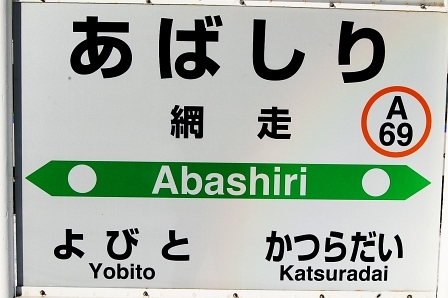 あばしり
網走
A
69
Abashiri
よびと
Yobito
かつらだい
Katsuradai